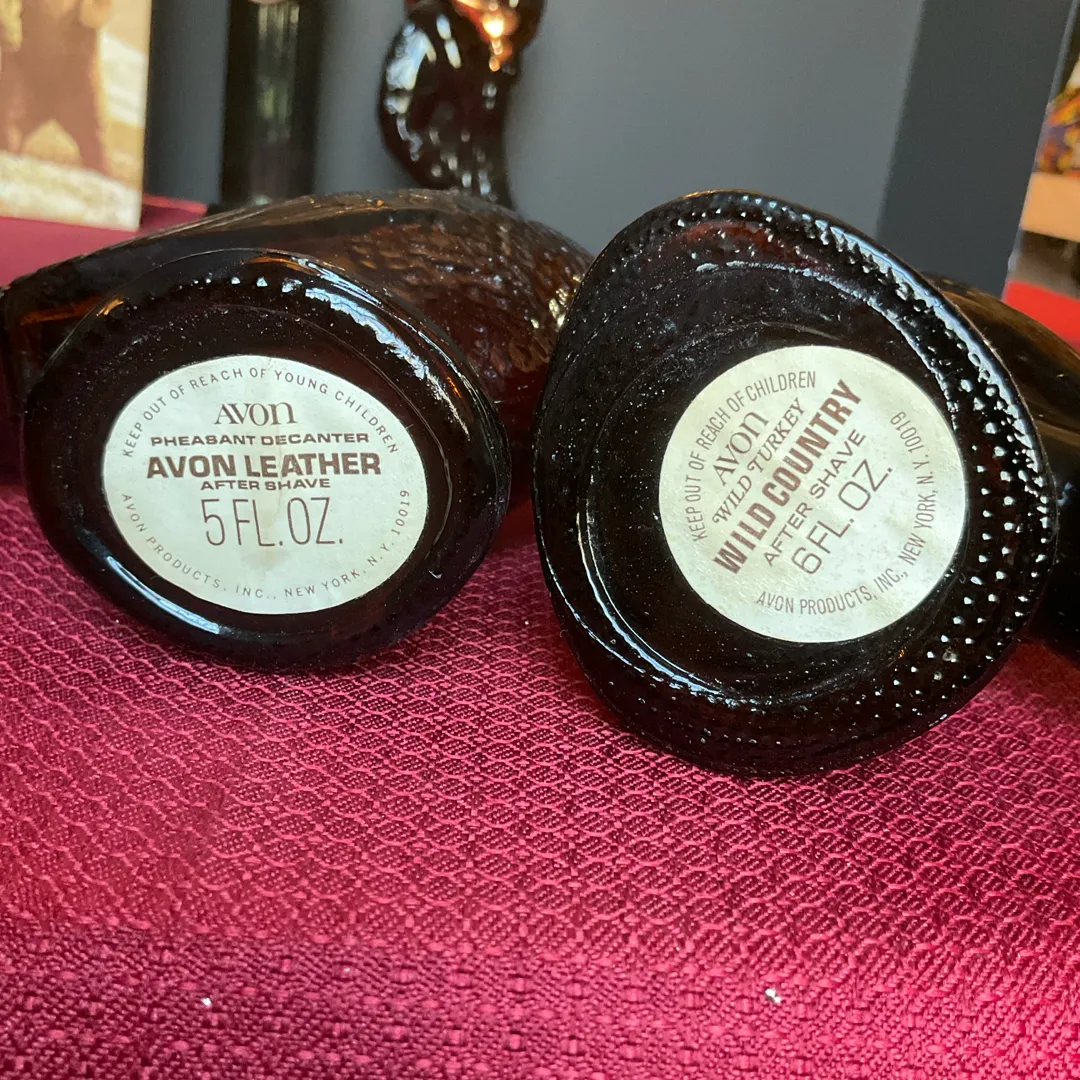 KEEP OUT OF REACH OF YOUNG CHILDREN
AVON
PHEASANT DECANTER
AVON LEATHER
AFTER SHAVE
5 FL. OZ.
AVON PRODUCTS, INC., NEW YORK, N.Y. 10019
KEEP OUT OF REACH OF CHILDREN
AVON
WILD TURKEY
WILD COUNTRY
AFTER SHAVE
6 FL. OZ.
AVON PRODUCTS, INC., NEW YORK, N.Y. 10019